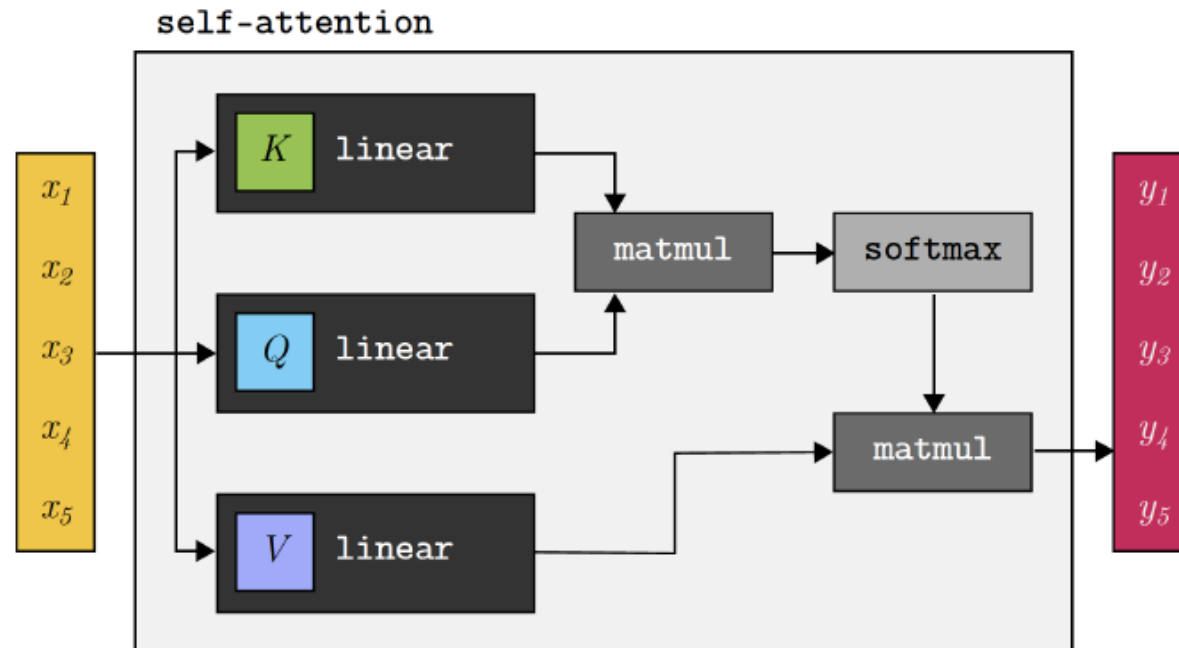 self-attention
x1
x2
x3
x4
x5
K linear
Q linear
V linear
matmul
softmax
matmul
y1
y2
y3
y4
y5